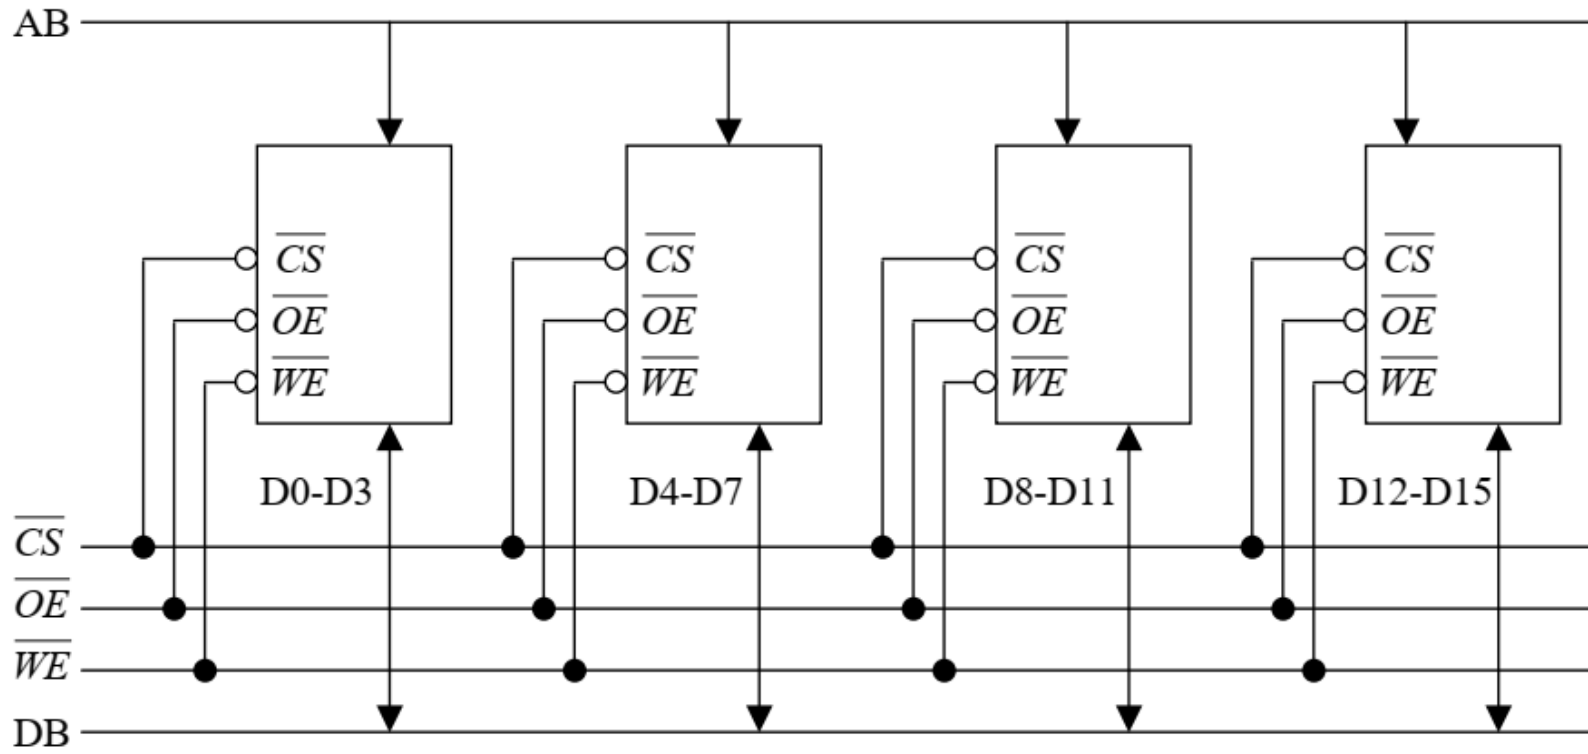 AB
CS CS CS CS
OE OE OE OE
WE WE WE WE
D0-D3 D4-D7 D8-D11 D12-D15
CS
OE
WE
DB